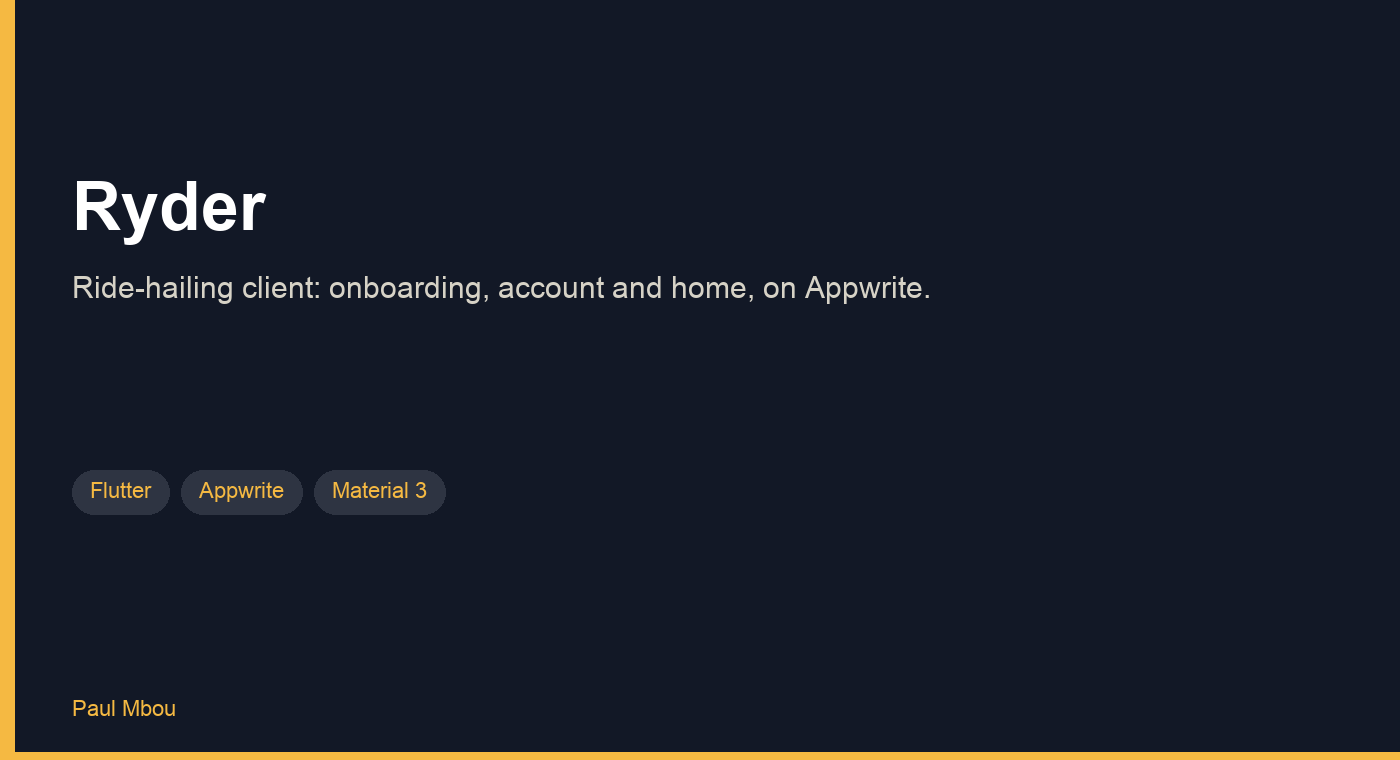 Ryder
Ride-hailing client: onboarding, account and home, on Appwrite.
Flutter Appwrite Material 3
Paul Mbou